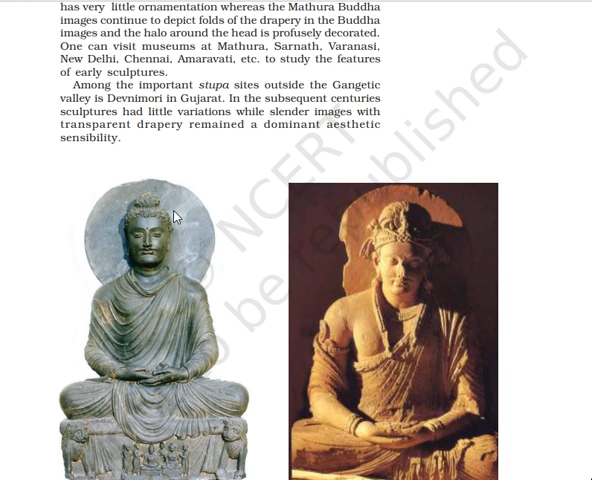 has very little ornamentation whereas the Mathura Buddha
images continue to depict folds of the drapery in the Buddha
images and the halo around the head is profusely decorated.
One can visit museums at Mathura, Sarnath, Varanasi,
New Delhi, Chennai, Amaravati, etc. to study the features
of early sculptures.
Among the important stupa sites outside the Gangetic
valley is Devnimori in Gujarat. In the subsequent centuries
sculptures had little variations while slender images with
transparent drapery remained a dominant aesthetic
sensibility.
© NCERT
o be republished